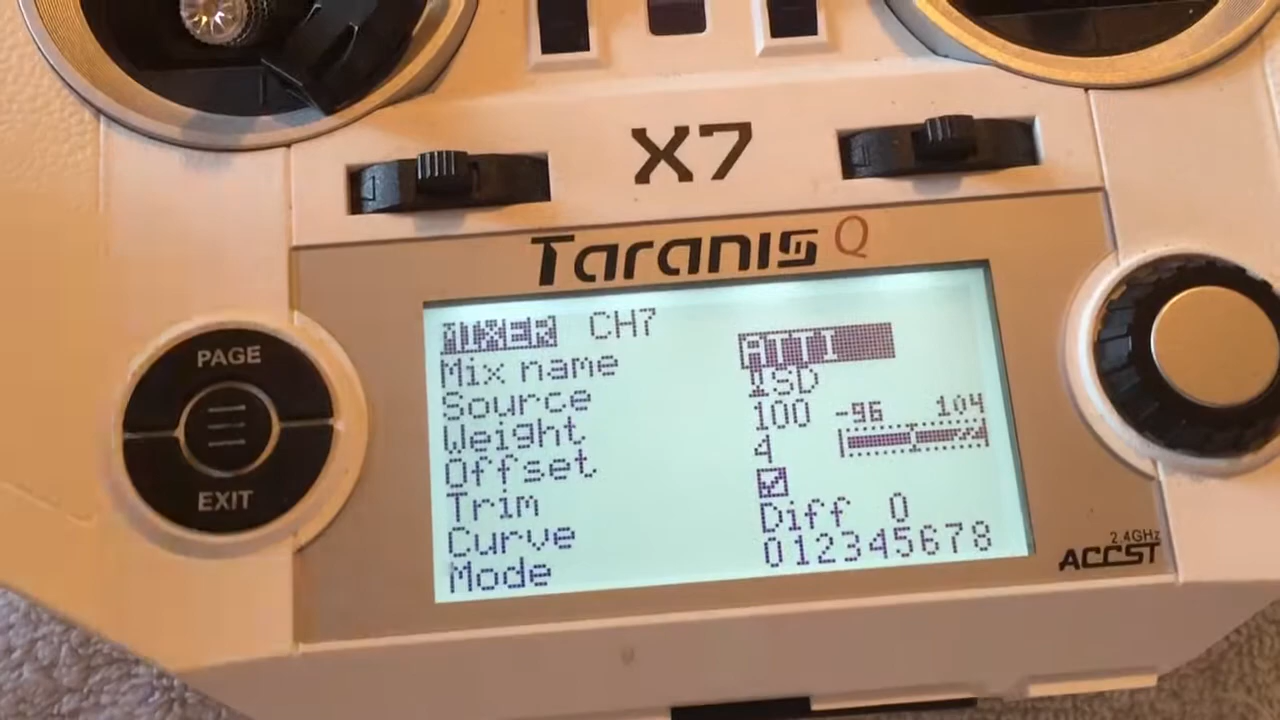 X7
Taranis Q
PAGE
EXIT
MIXER CH7
Mix name ATTI
Source ISD
Weight 100 -96 104
Offset 4
Trim
Curve Diff 0
Mode 012345678
2.4GHz
ACCST